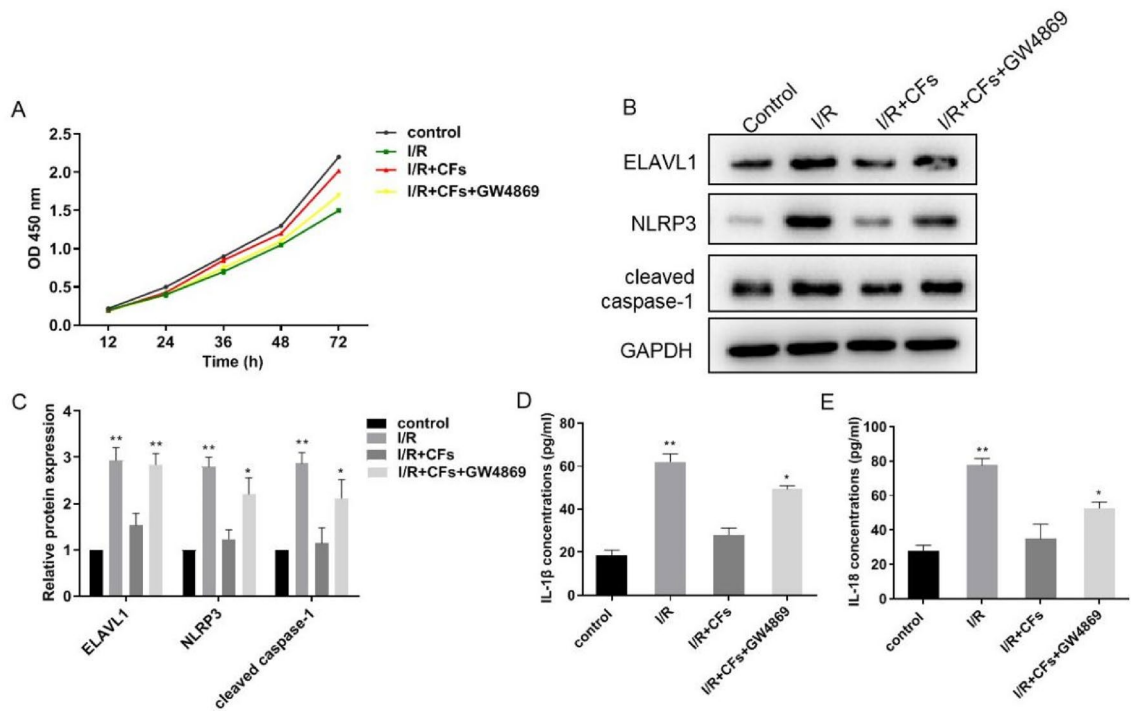 A
OD 450 nm
2.5
2.0
1.5
1.0
0.5
0.0
12 24 36 48 72
Time (h)
control
I/R
I/R+CFs
I/R+CFs+GW4869
B
Control I/R I/R+CFs I/R+CFs+GW4869
ELAVL1
NLRP3
cleaved
caspase-1
GAPDH
C
Relative protein expression
4
3
2
1
0
** ** ** * ** *
ELAVL1 NLRP3 cleaved caspase-1
control
I/R
I/R+CFs
I/R+CFs+GW4869
D
IL-1β concentrations (pg/ml)
80
60
40
20
0
** *
control I/R I/R+CFs I/R+CFs+GW4869
E
IL-18 concentrations (pg/ml)
100
80
60
40
20
0
** *
control I/R I/R+CFs I/R+CFs+GW4869